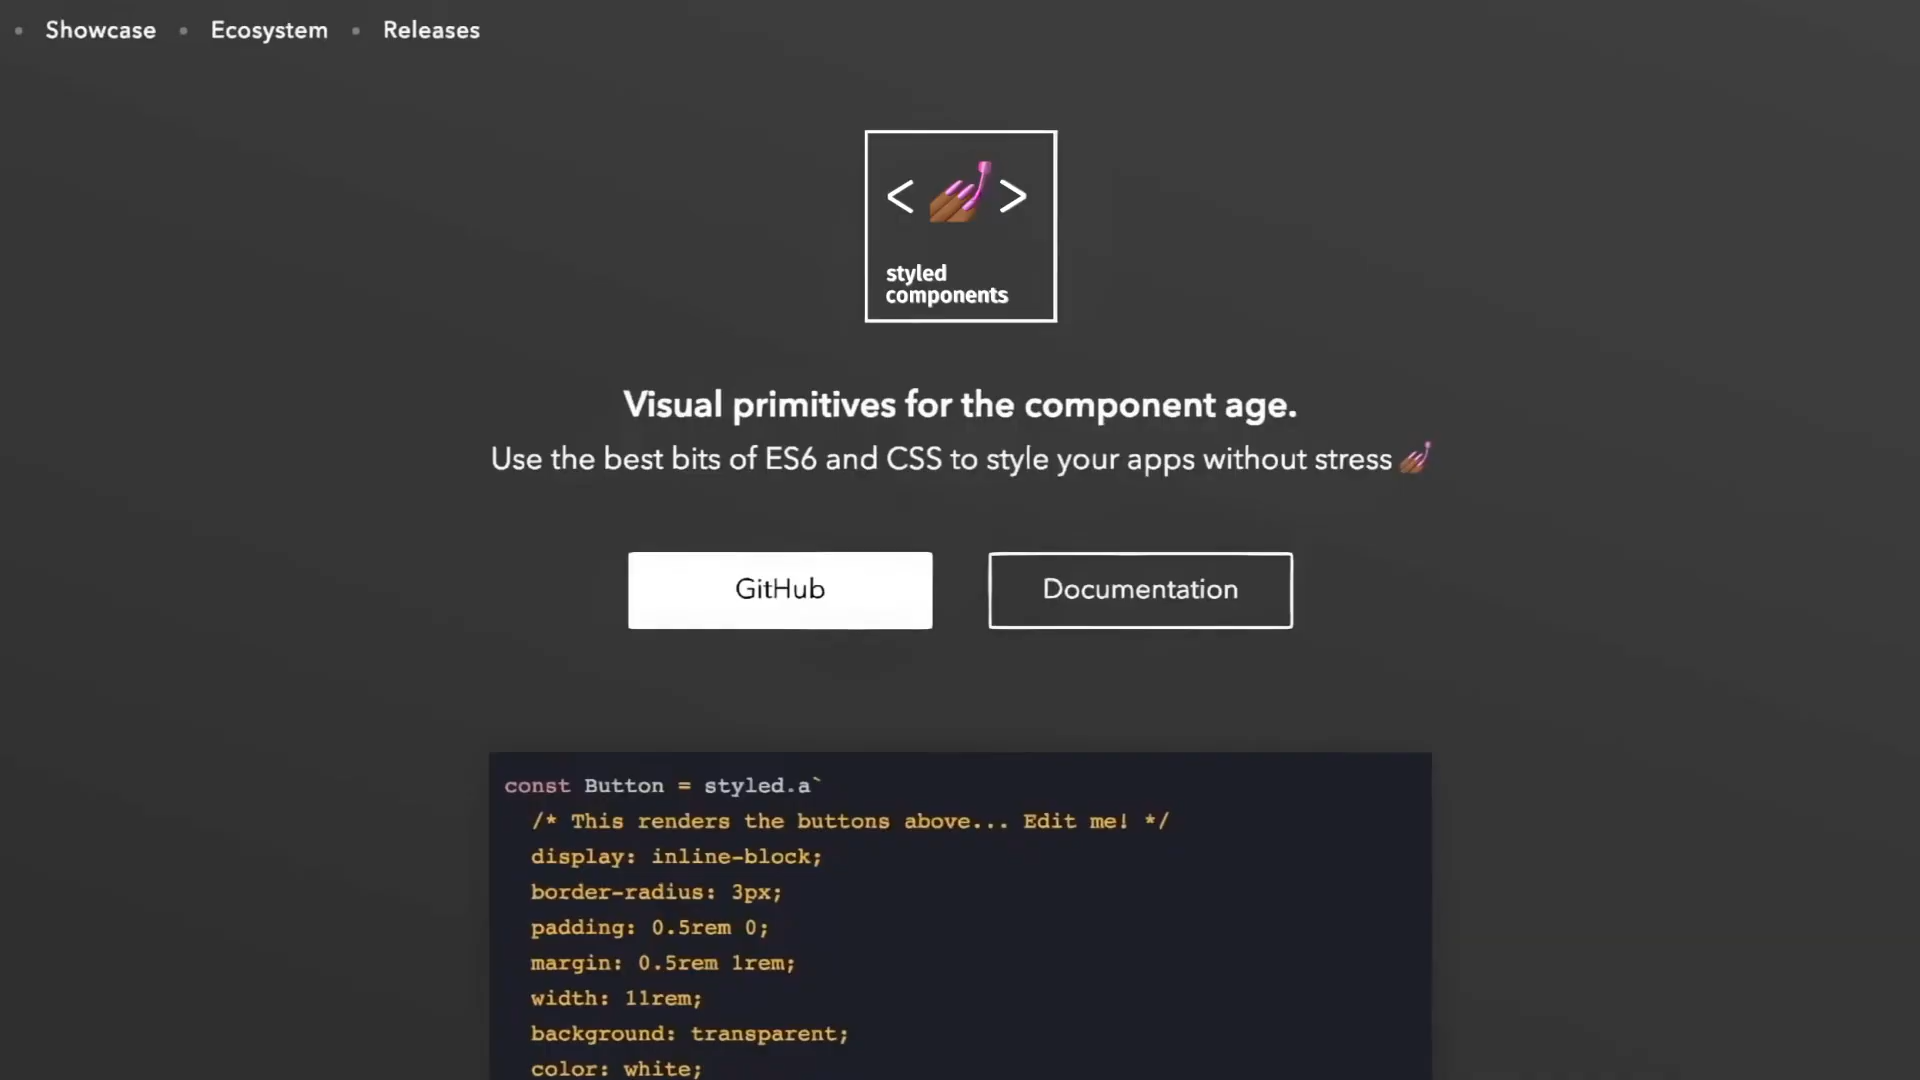 Showcase • Ecosystem • Releases
< 💅🏾 >
styled
components
Visual primitives for the component age.
Use the best bits of ES6 and CSS to style your apps without stress 💅🏾
GitHub
Documentation
const Button = styled.a`
/* This renders the buttons above... Edit me! */
display: inline-block;
border-radius: 3px;
padding: 0.5rem 0;
margin: 0.5rem 1rem;
width: 11rem;
background: transparent;
color: white;